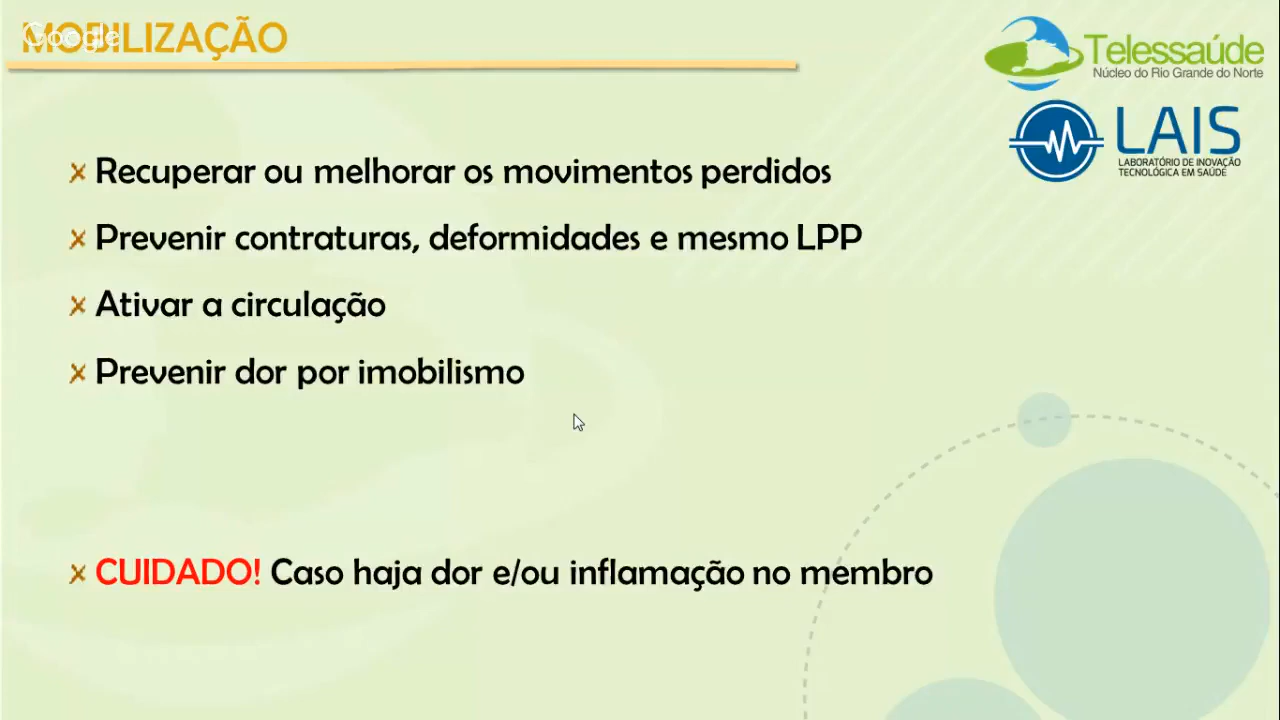 MOBILIZAÇÃO
Google
Telessaúde
Núcleo do Rio Grande do Norte
LAIS
LABORATÓRIO DE INOVAÇÃO
TECNOLÓGICA EM SAÚDE
Recuperar ou melhorar os movimentos perdidos
Prevenir contraturas, deformidades e mesmo LPP
Ativar a circulação
Prevenir dor por imobilismo
CUIDADO! Caso haja dor e/ou inflamação no membro